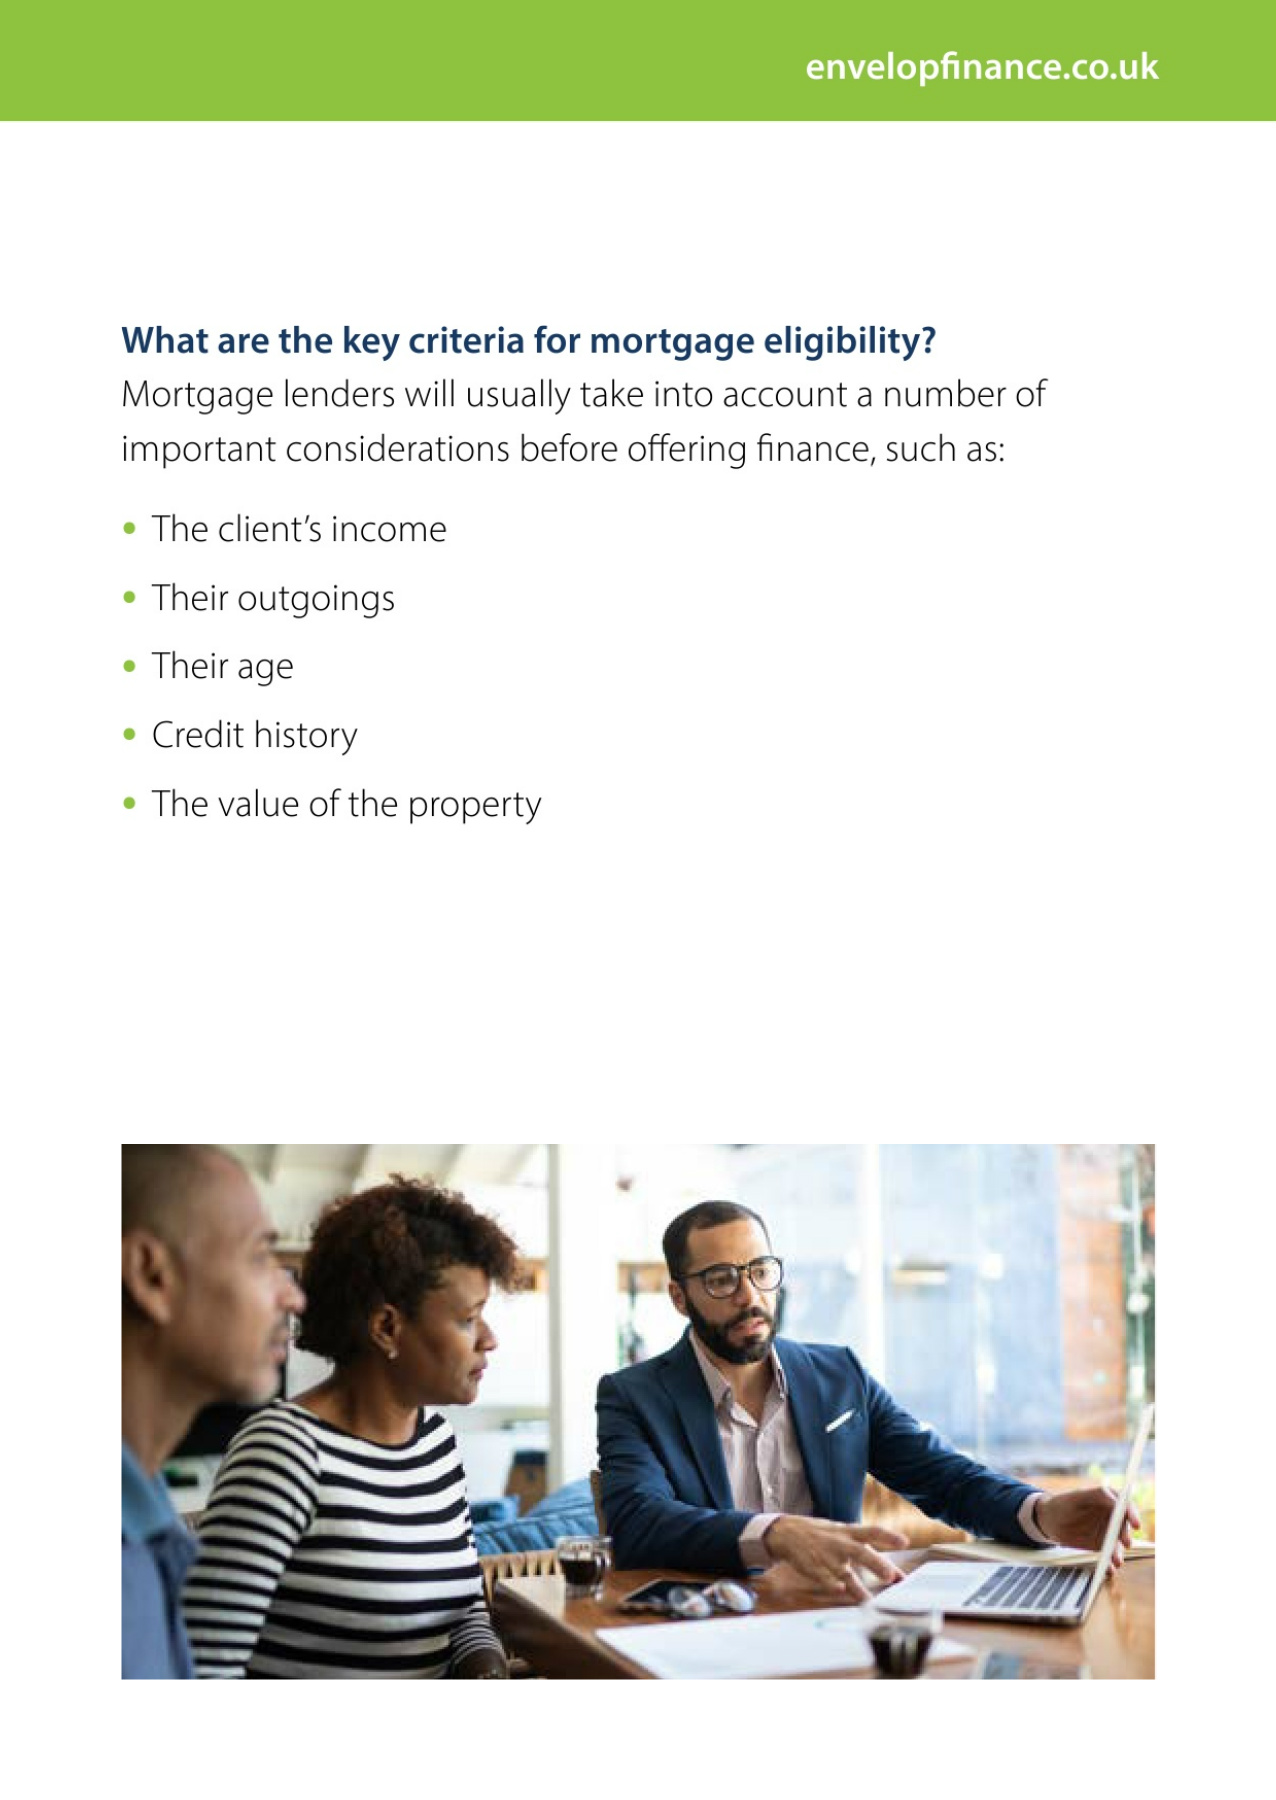 envelopfinance.co.uk
What are the key criteria for mortgage eligibility?
Mortgage lenders will usually take into account a number of
important considerations before offering finance, such as:
• The client’s income
• Their outgoings
• Their age
• Credit history
• The value of the property